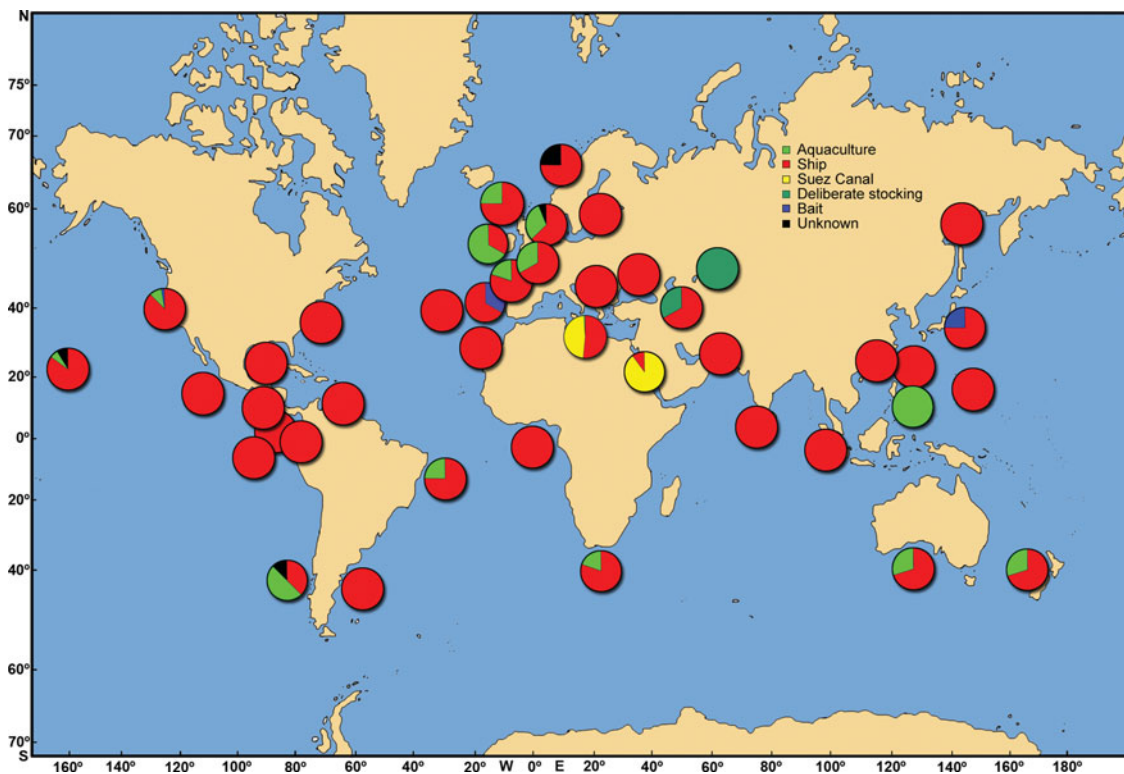 N
75º
70º
60º
40º
20º
0º
20º
40º
60º
70º
S
Aquaculture
Ship
Suez Canal
Deliberate stocking
Bait
Unknown
160º 140º 120º 100º 80º 60º 40º 20º W 0º E 20º 40º 60º 80º 100º 120º 140º 160º 180º